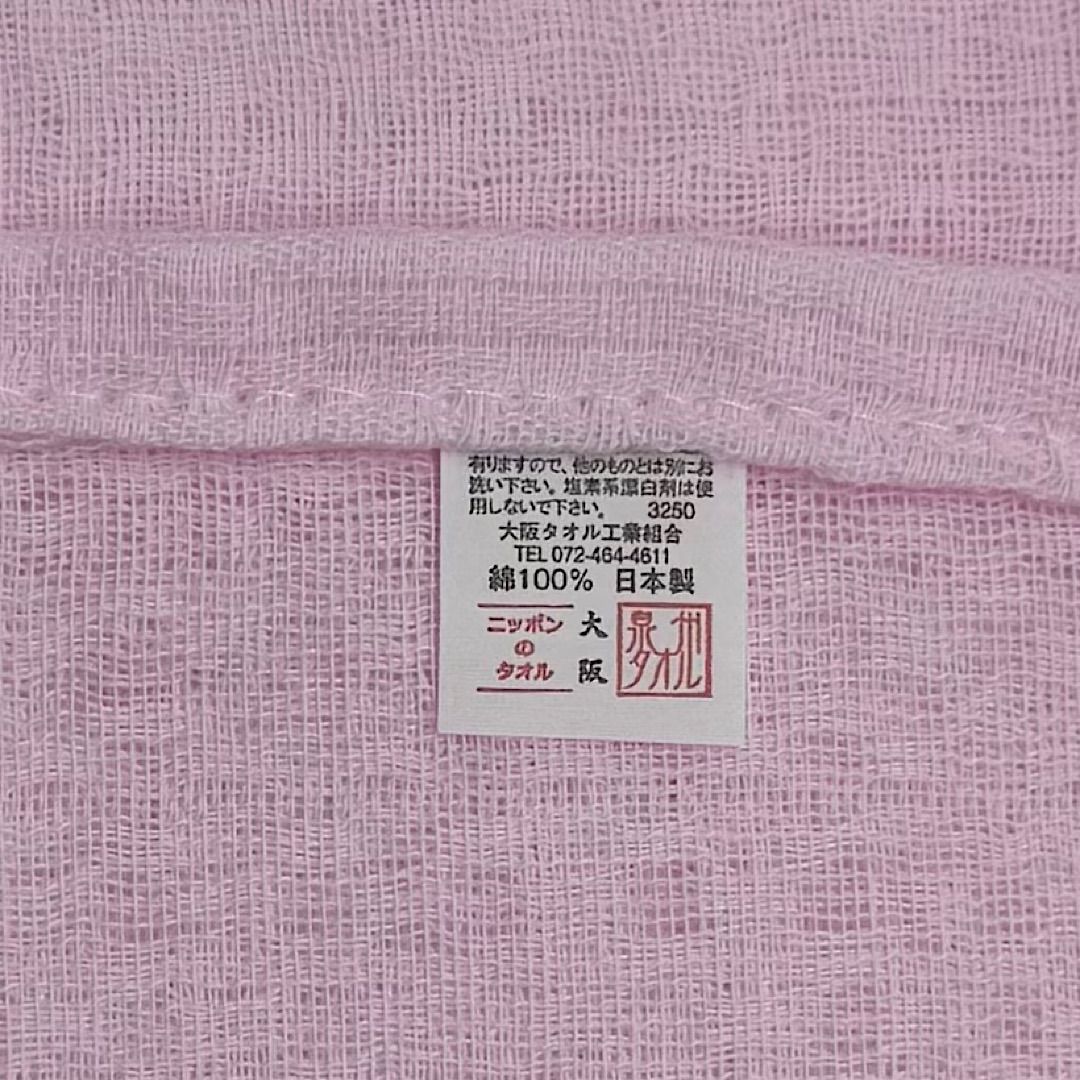 有りますので、他のものとは別にお
洗い下さい。塩素系漂白剤は使
用しないで下さい。 3250
大阪タオル工業組合
TEL 072-464-4611
綿100% 日本製
ニッポン
の
タオル
大
阪
泉州
タオル